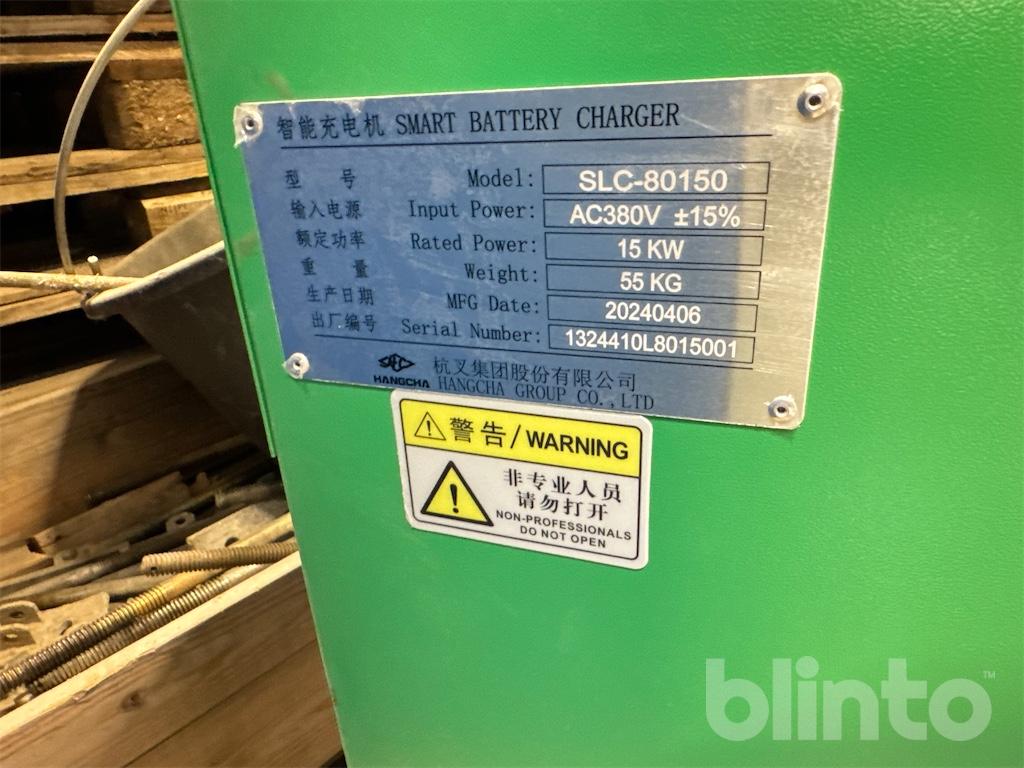 智能充电机 SMART BATTERY CHARGER
型 号 Model: SLC-80150
输入电源 Input Power: AC380V ±15%
额定功率 Rated Power: 15 KW
重 量 Weight: 55 KG
生产日期 MFG Date: 20240406
出厂编号 Serial Number: 1324410L8015001
HANGCHA 杭叉集团股份有限公司
HANGCHA GROUP CO.,LTD
警告/WARNING
非专业人员
请勿打开
NON-PROFESSIONALS
DO NOT OPEN
blinto™